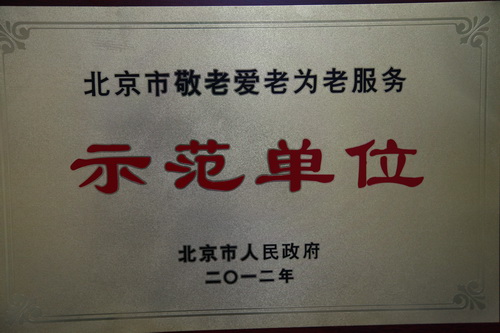 北京市敬老爱老为老服务
示范单位
北京市人民政府
二〇一二年